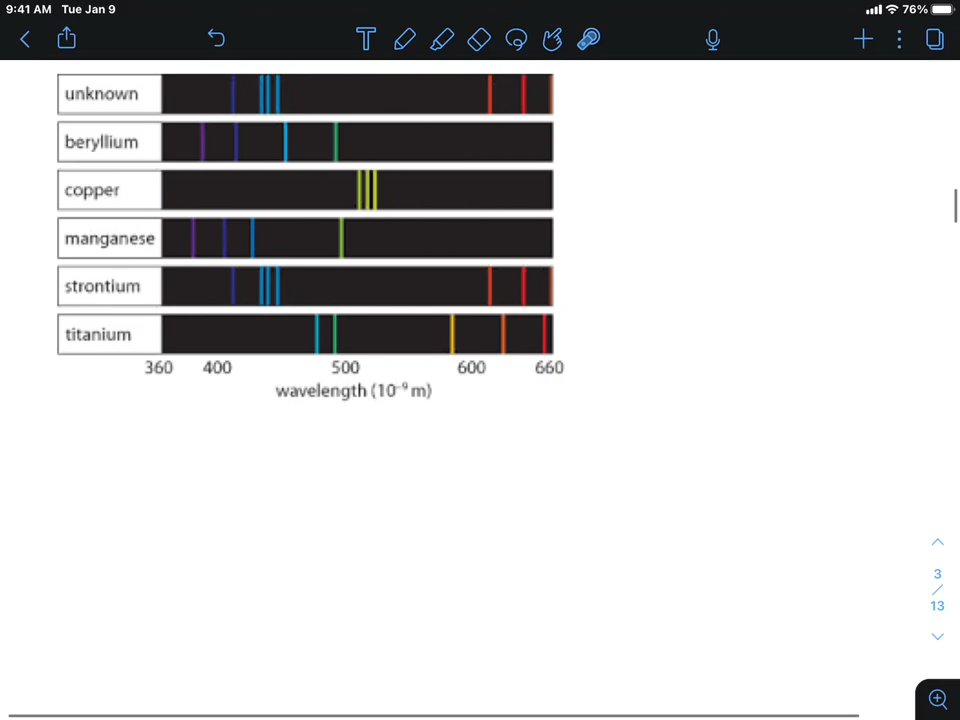 9:41 AM Tue Jan 9 76%
unknown
beryllium
copper
manganese
strontium
titanium
360 400 500 600 660
wavelength (10⁻⁹ m)
3
/
13